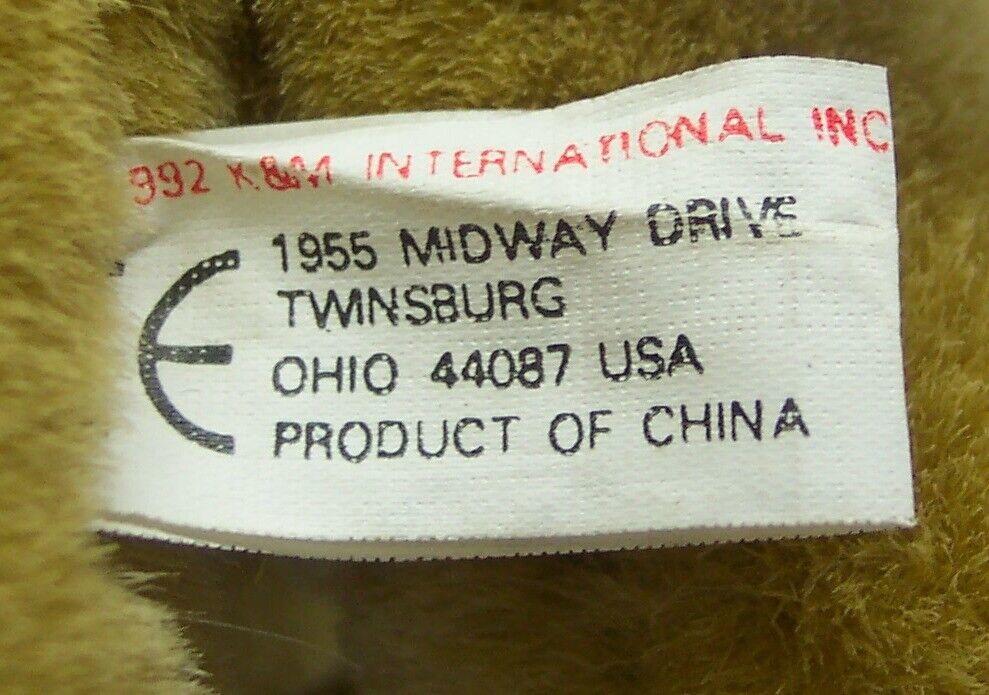 992 K&M INTERNATIONAL INC
1955 MIDWAY DRIVE
TWINSBURG
OHIO 44087 USA
PRODUCT OF CHINA